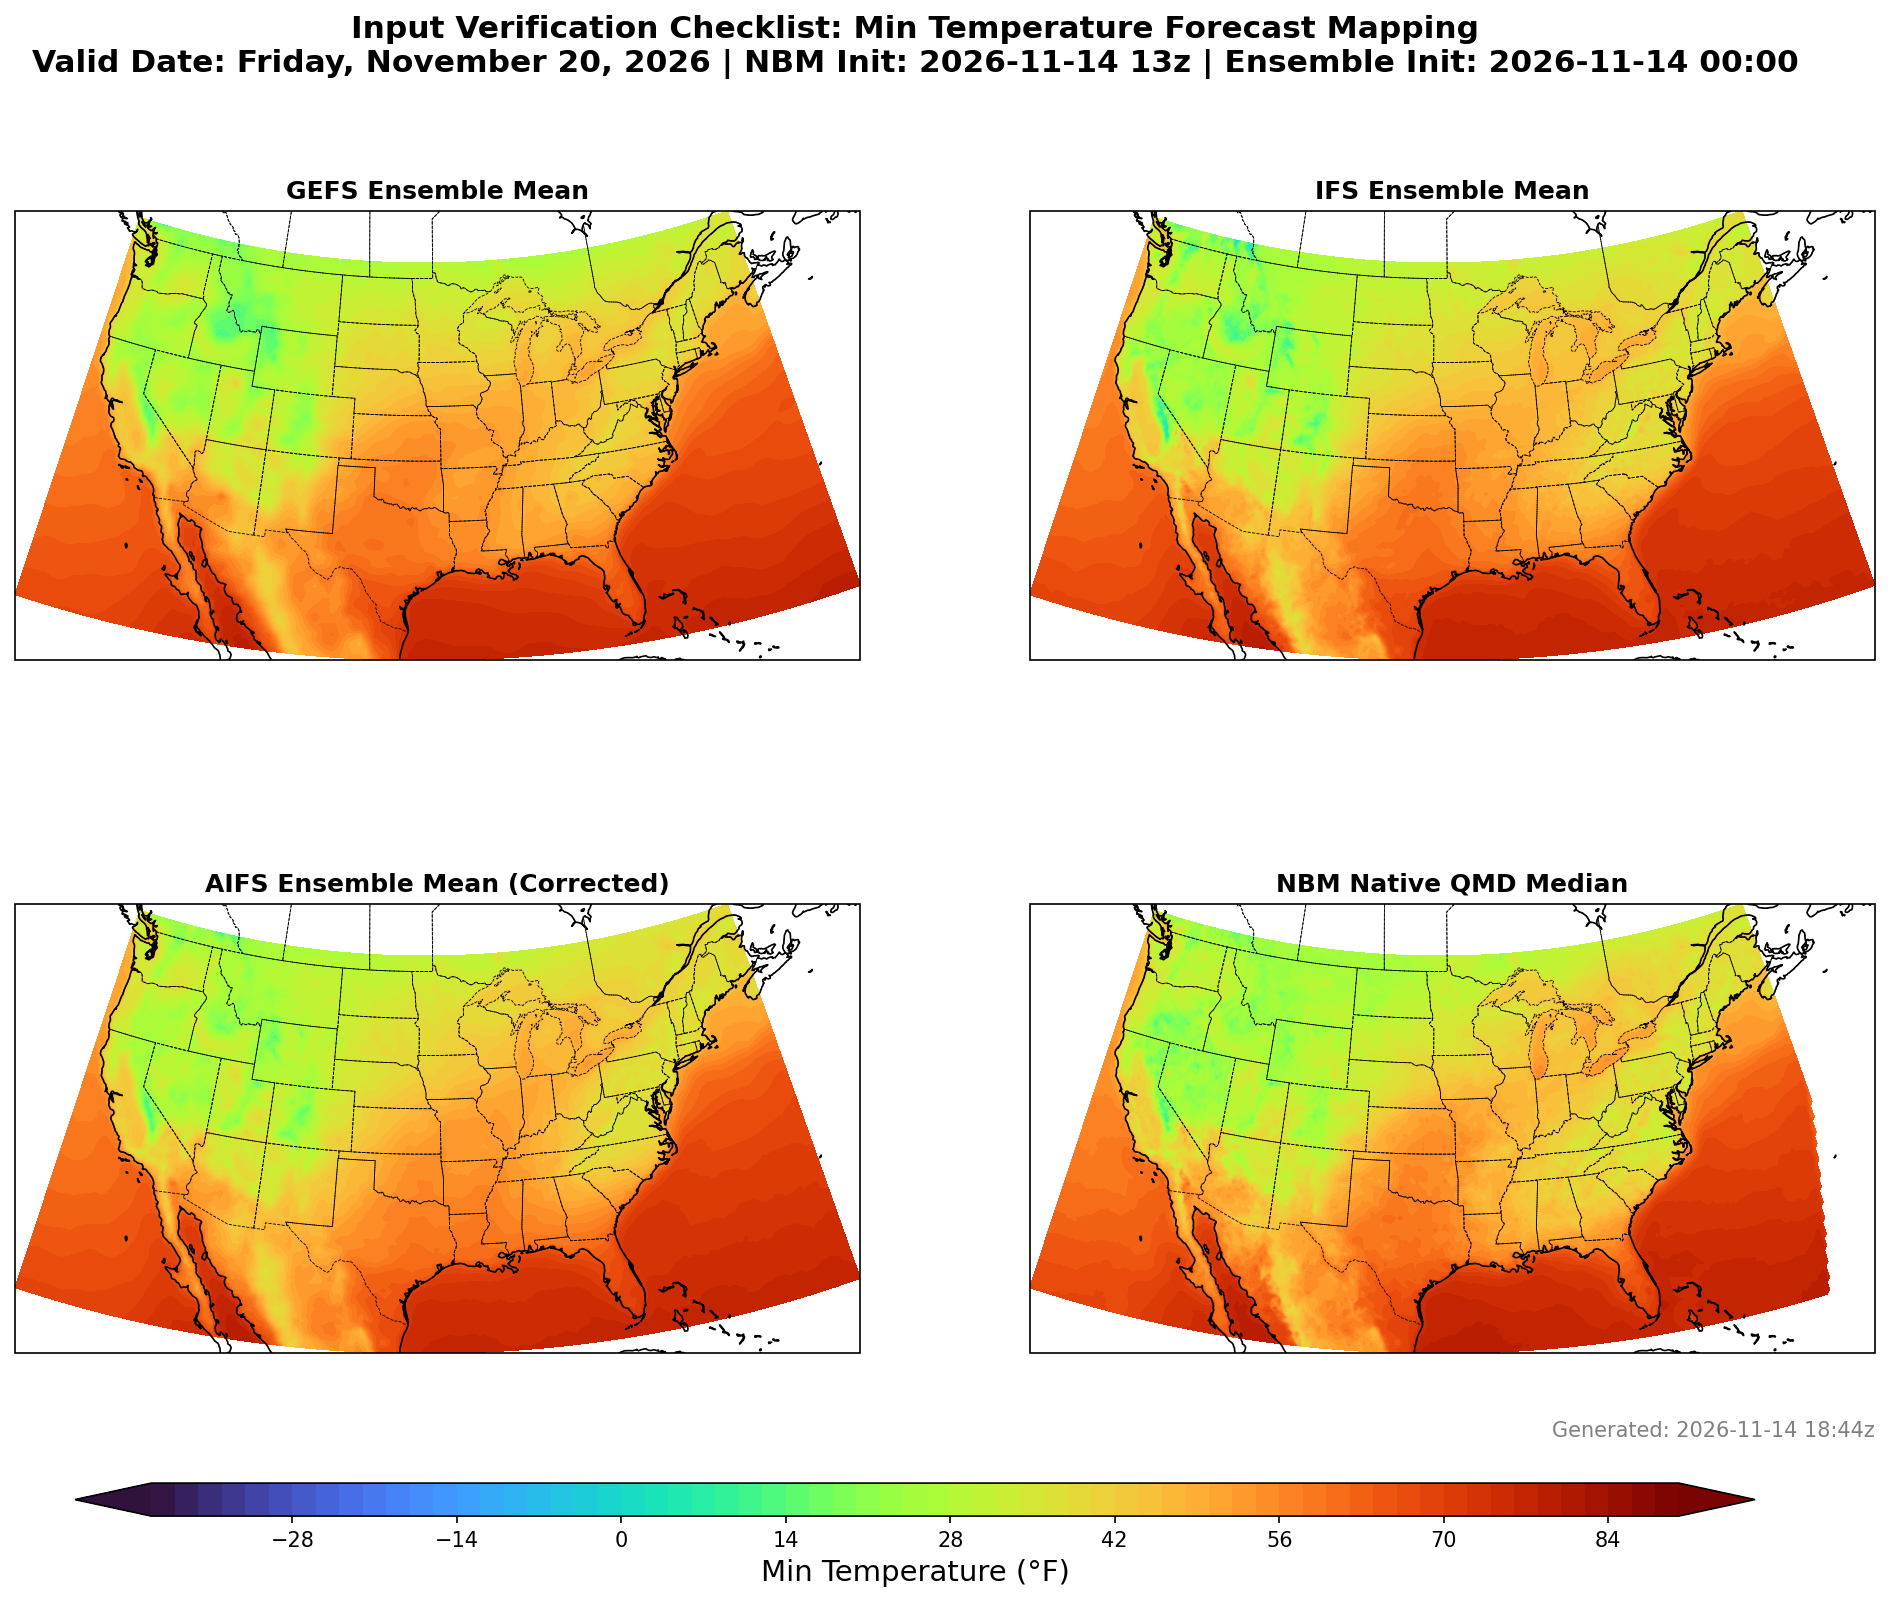 Input Verification Checklist: Min Temperature Forecast Mapping
Valid Date: Friday, November 20, 2026 | NBM Init: 2026-11-14 13z | Ensemble Init: 2026-11-14 00:00
GEFS Ensemble Mean
IFS Ensemble Mean
AIFS Ensemble Mean (Corrected)
NBM Native QMD Median
Generated: 2026-11-14 18:44z
−28 −14 0 14 28 42 56 70 84
Min Temperature (°F)